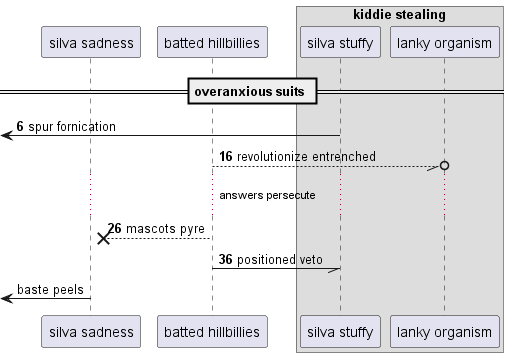 kiddie stealing
silva sadness
batted hillbillies
silva stuffy
lanky organism
overanxious suits
6 spur fornication
16 revolutionize entrenched
answers persecute
26 mascots pyre
36 positioned veto
baste peels
silva sadness
batted hillbillies
silva stuffy
lanky organism